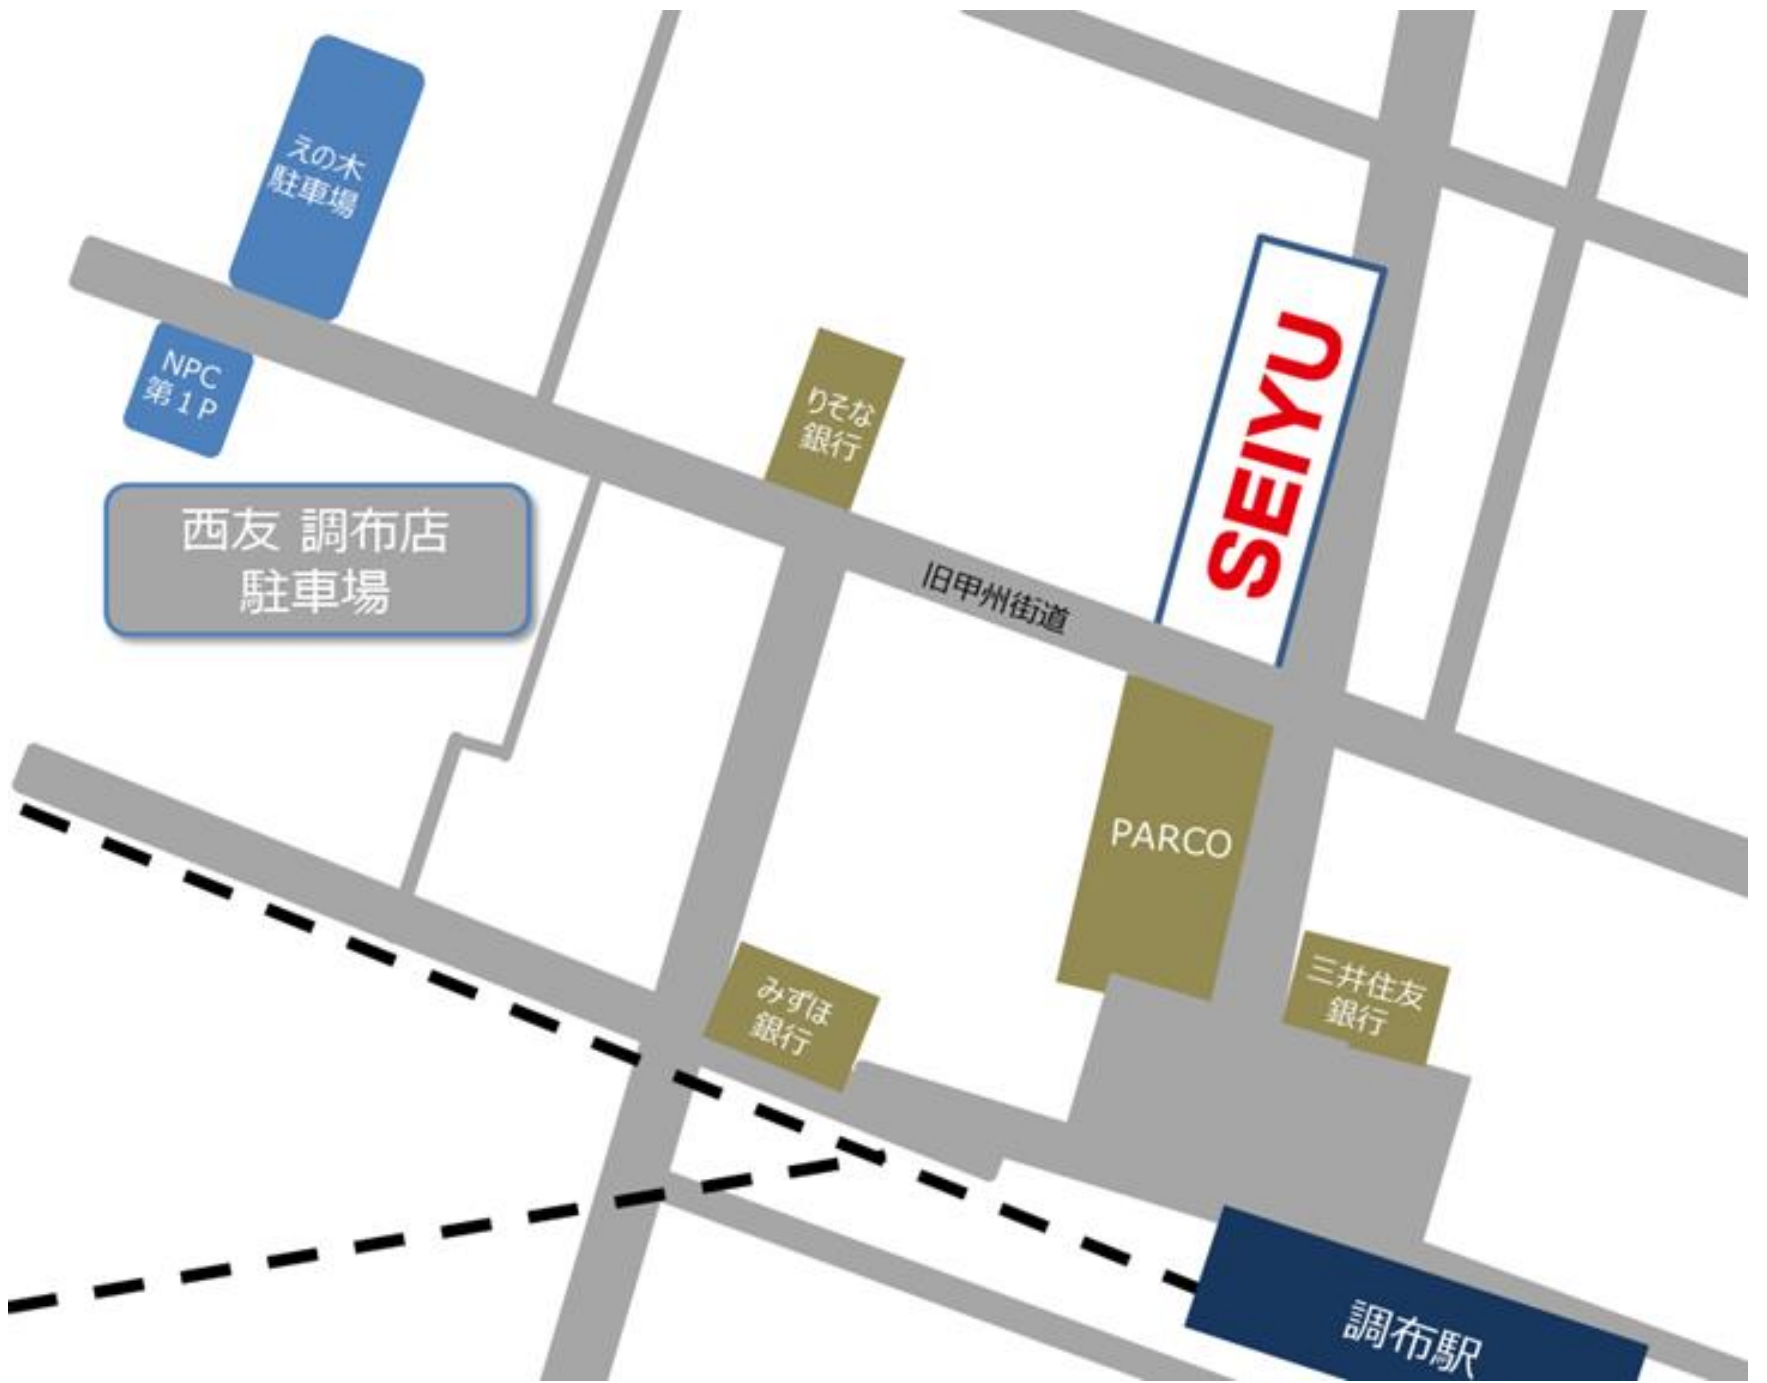 えの木
駐車場
NPC
第１P
西友 調布店
駐車場
りそな
銀行
SEIYU
旧甲州街道
PARCO
みずほ
銀行
三井住友
銀行
調布駅